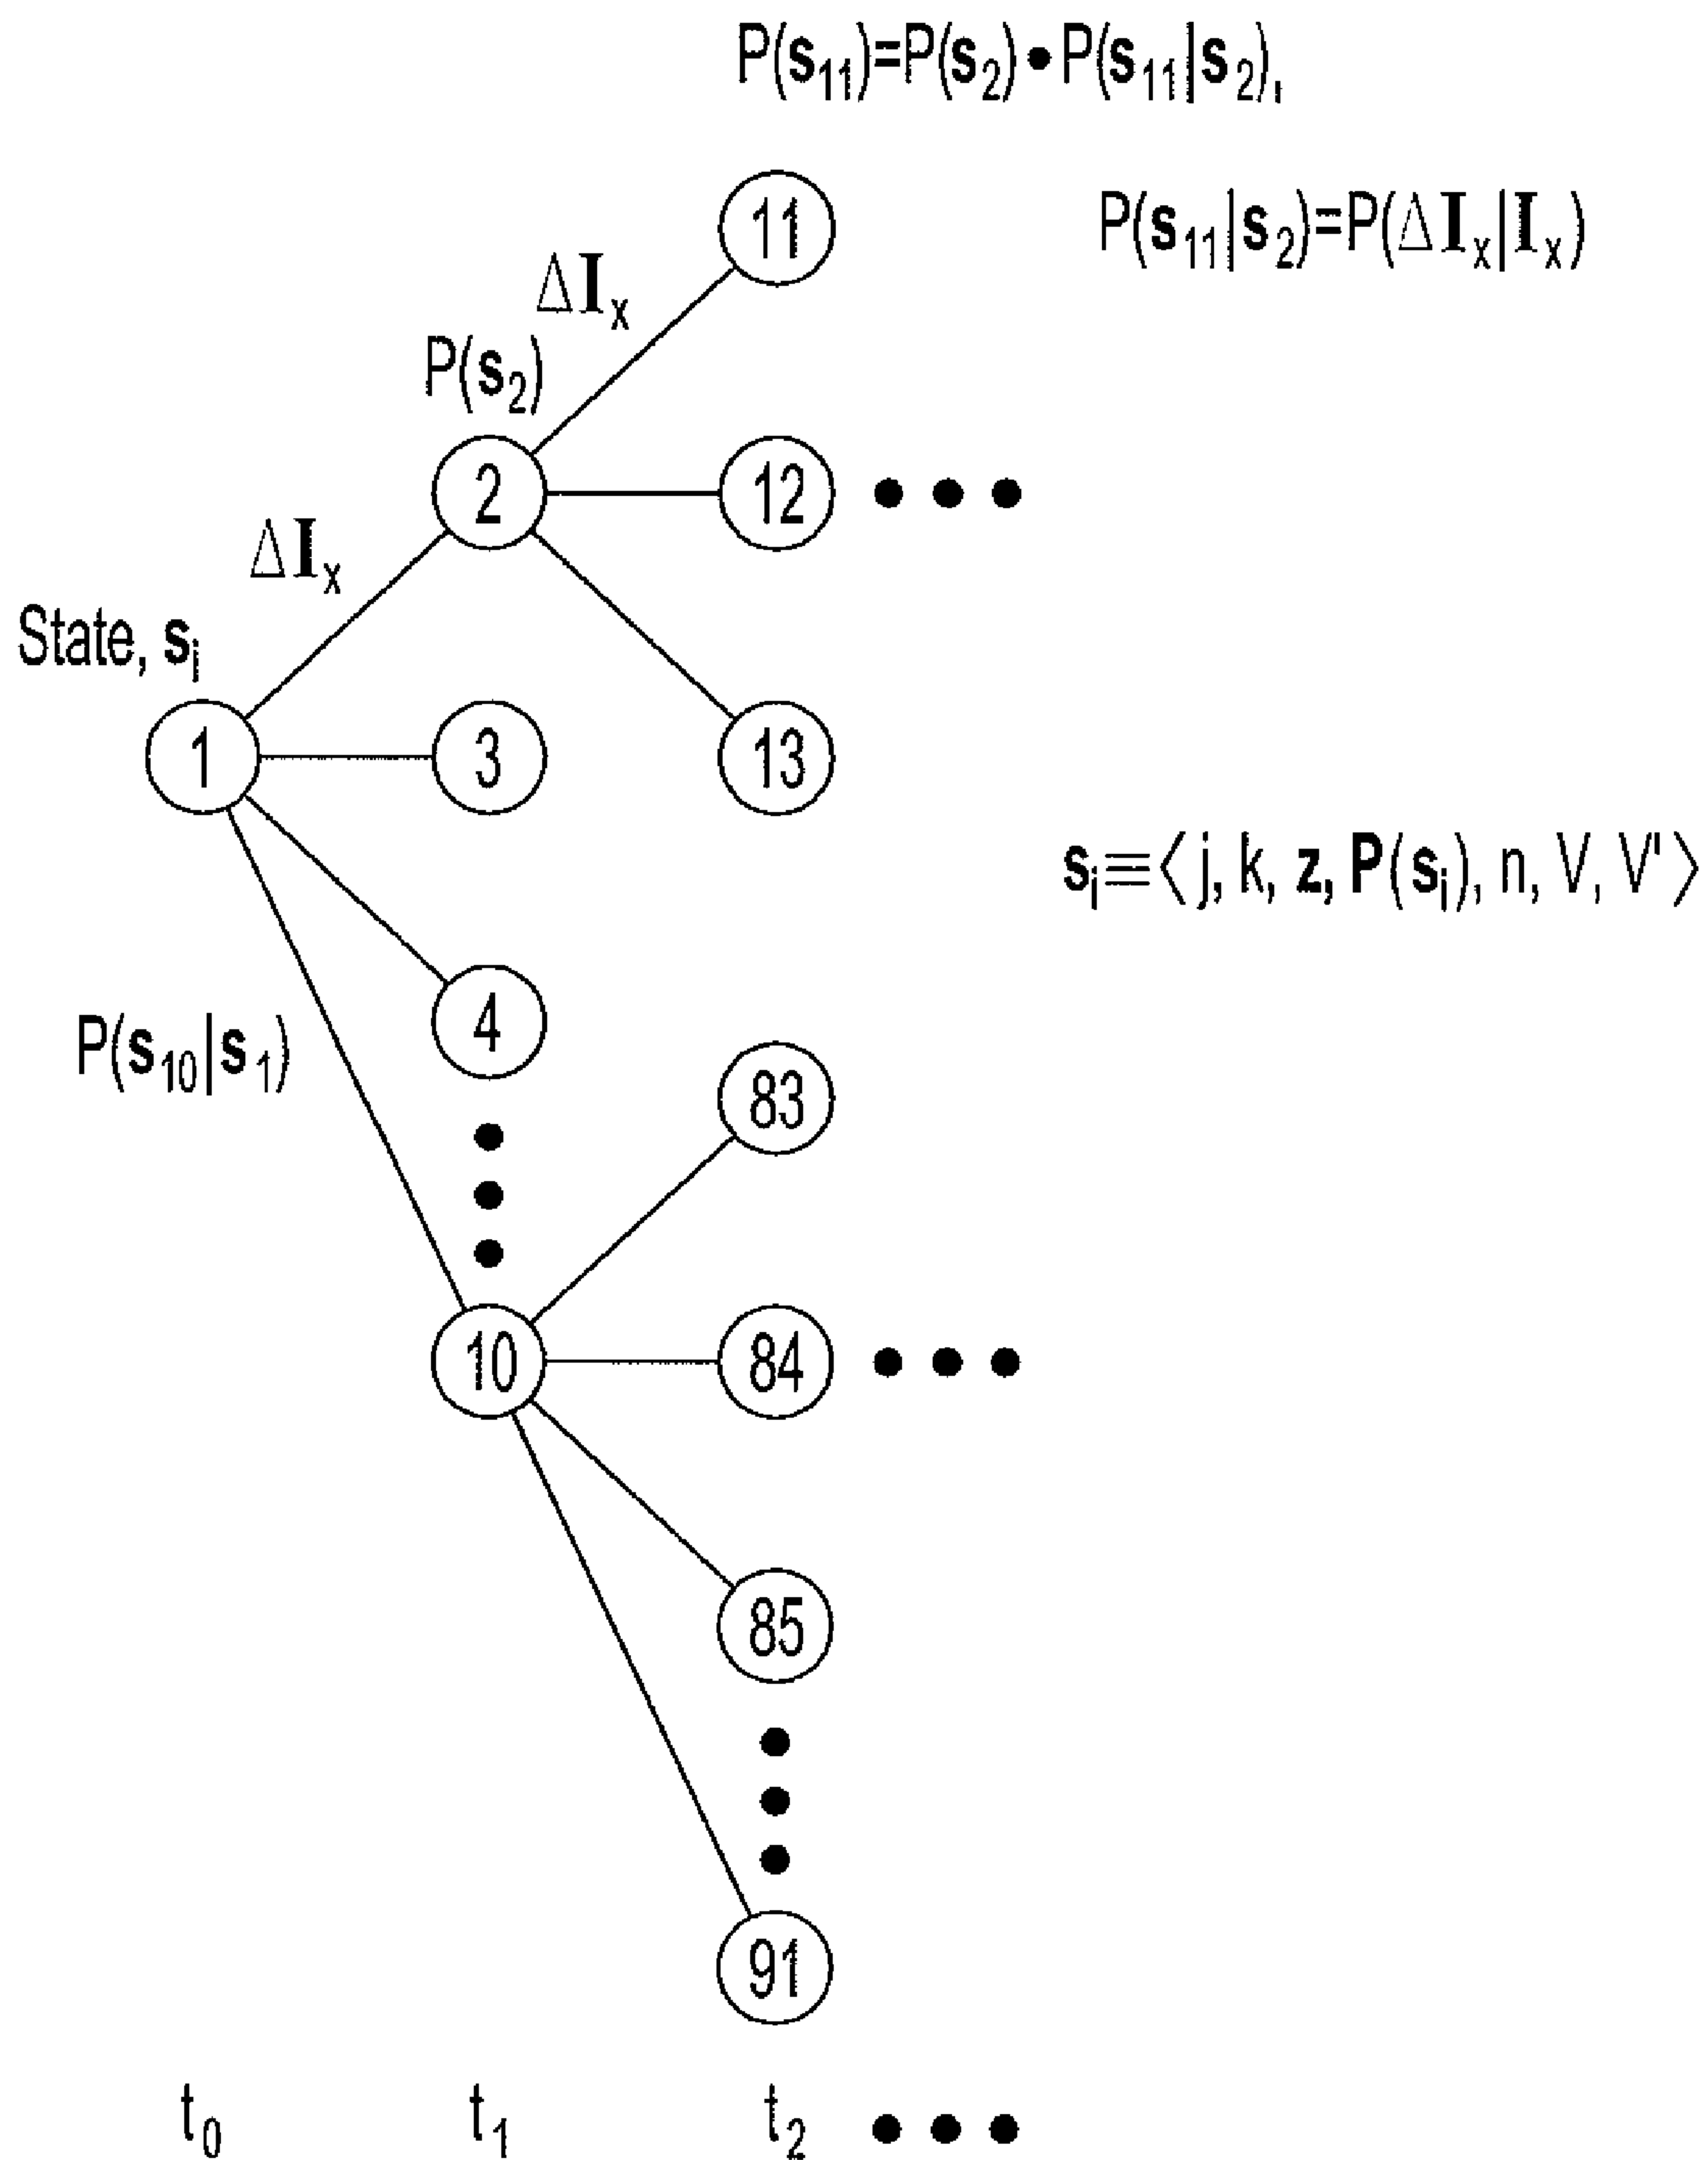 P(s₁₁)=P(s₂)•P(s₁₁|s₂),
11
P(s₁₁|s₂)=P(ΔIₓ|Iₓ)
ΔIₓ
P(s₂)
2
12
•••
ΔIₓ
State, sᵢ
1
3
13
sᵢ≡⟨j, k, z, P(sᵢ), n, V, V'⟩
4
P(s₁₀|s₁)
83
10
84
•••
85
91
t₀ t₁ t₂ •••